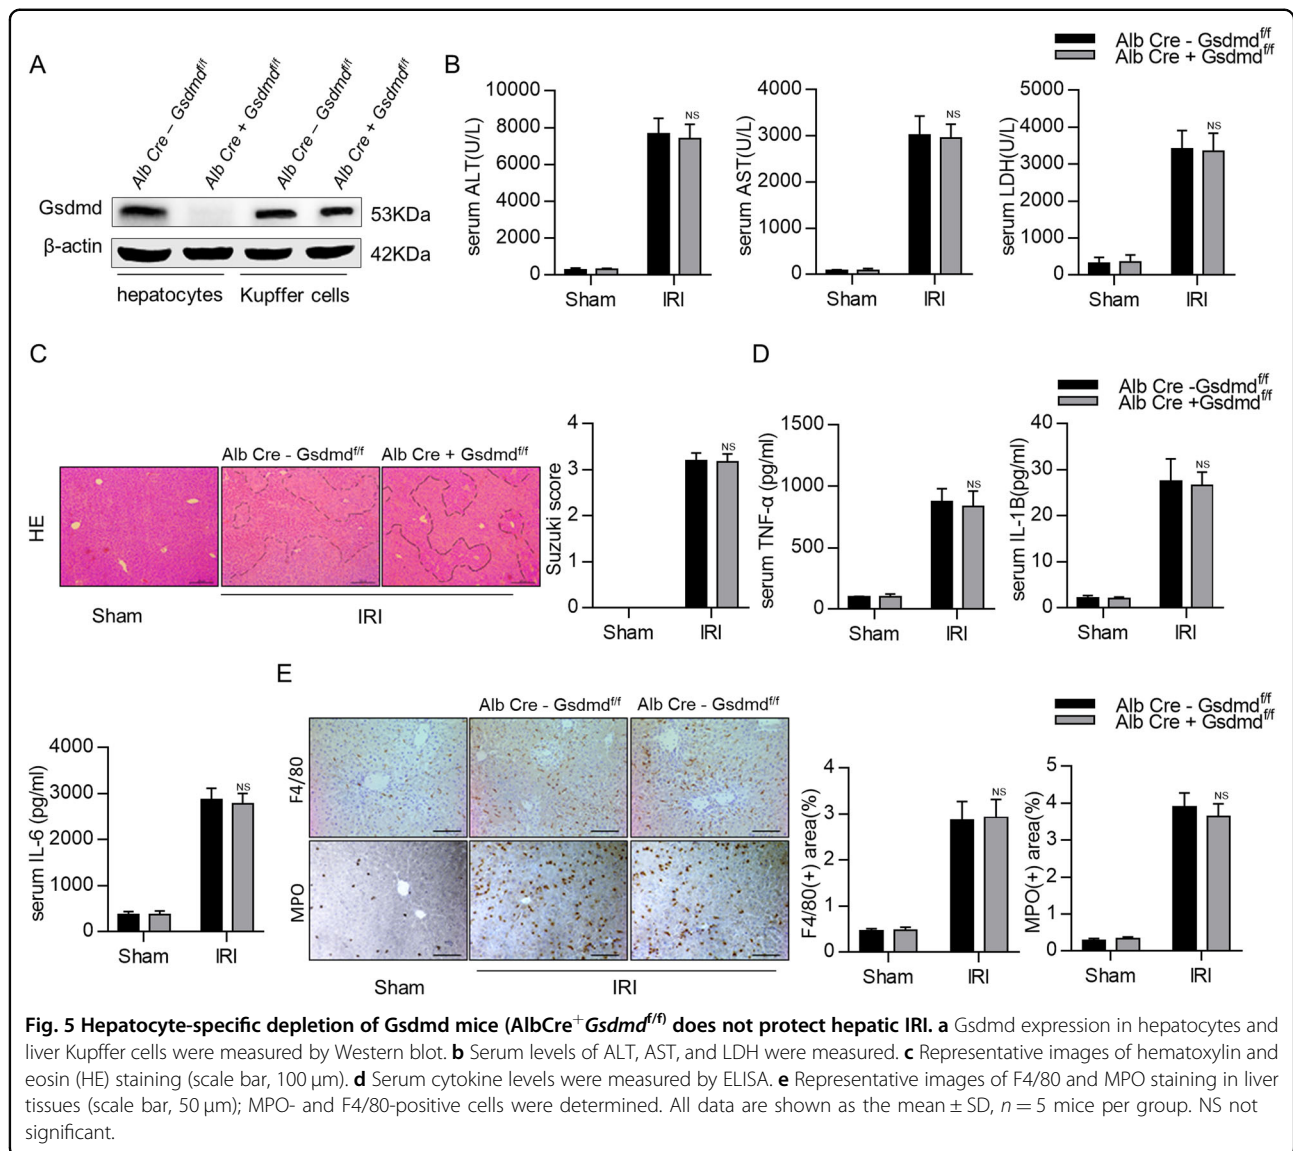 A
Alb Cre – Gsdmdf/f
Alb Cre + Gsdmdf/f
Alb Cre – Gsdmdf/f
Alb Cre + Gsdmdf/f
Gsdmd
53KDa
β-actin
42KDa
hepatocytes
Kupffer cells
B
Alb Cre - Gsdmdf/f
Alb Cre + Gsdmdf/f
serum ALT(U/L)
10000
8000
6000
4000
2000
0
NS
Sham
IRI
serum AST(U/L)
4000
3000
2000
1000
0
NS
Sham
IRI
serum LDH(U/L)
5000
4000
3000
2000
1000
0
NS
Sham
IRI
C
HE
Alb Cre - Gsdmdf/f
Alb Cre + Gsdmdf/f
Sham
IRI
Suzuki score
4
3
2
1
0
NS
Sham
IRI
D
Alb Cre -Gsdmdf/f
Alb Cre +Gsdmdf/f
serum TNF-α (pg/ml)
1500
1000
500
0
NS
Sham
IRI
serum IL-1B(pg/ml)
40
30
20
10
0
NS
Sham
IRI
serum IL-6 (pg/ml)
4000
3000
2000
1000
0
NS
Sham
IRI
E
Alb Cre - Gsdmdf/f
Alb Cre - Gsdmdf/f
F4/80
MPO
Sham
IRI
Alb Cre - Gsdmdf/f
Alb Cre + Gsdmdf/f
F4/80(+) area(%)
4
3
2
1
0
NS
Sham
IRI
MPO(+) area(%)
5
4
3
2
1
0
NS
Sham
IRI
Fig. 5 Hepatocyte-specific depletion of Gsdmd mice (AlbCre+Gsdmdf/f) does not protect hepatic IRI. a Gsdmd expression in hepatocytes and
liver Kupffer cells were measured by Western blot. b Serum levels of ALT, AST, and LDH were measured. c Representative images of hematoxylin and
eosin (HE) staining (scale bar, 100 μm). d Serum cytokine levels were measured by ELISA. e Representative images of F4/80 and MPO staining in liver
tissues (scale bar, 50 μm); MPO- and F4/80-positive cells were determined. All data are shown as the mean ± SD, n = 5 mice per group. NS not
significant.